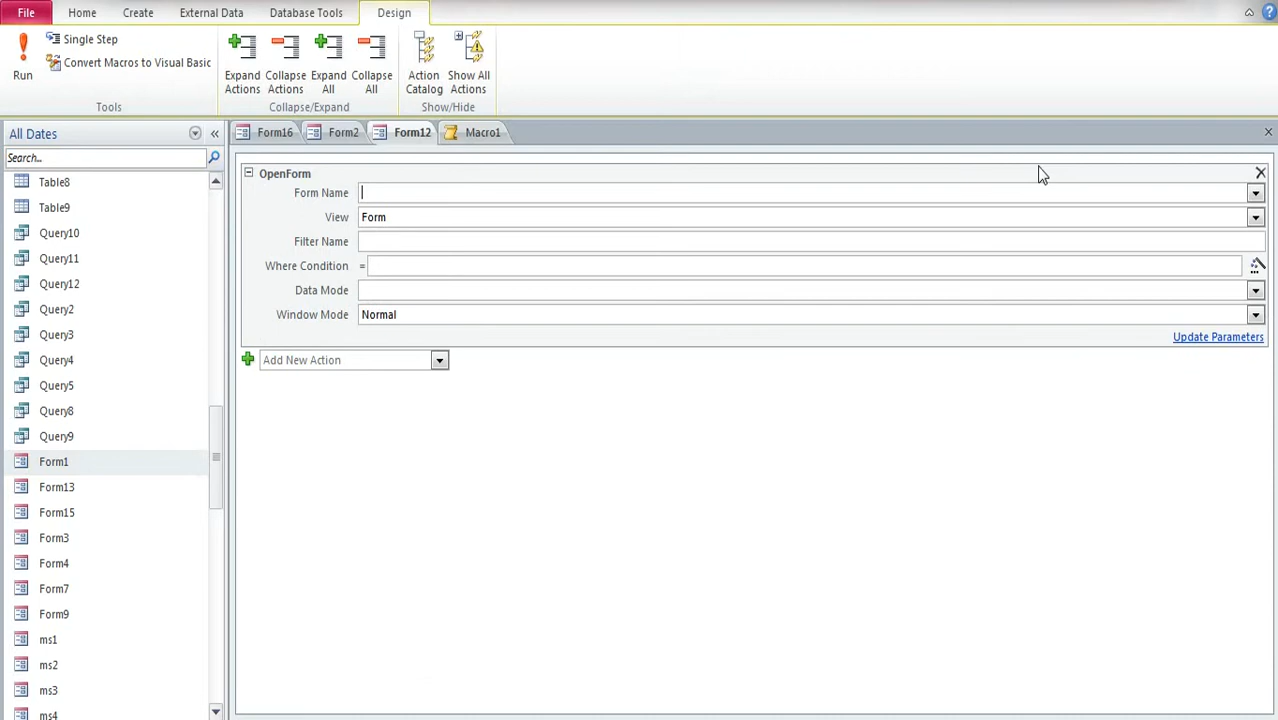 File Home Create External Data Database Tools Design
Run
Single Step
Convert Macros to Visual Basic
Tools
Expand Actions
Collapse Actions
Expand All
Collapse All
Collapse/Expand
Action Catalog
Show All Actions
Show/Hide
All Dates
Search...
Table8
Table9
Query10
Query11
Query12
Query2
Query3
Query4
Query5
Query8
Query9
Form1
Form13
Form15
Form3
Form4
Form7
Form9
ms1
ms2
ms3
ms4
Form16 Form2 Form12 Macro1
OpenForm
Form Name
View Form
Filter Name
Where Condition =
Data Mode
Window Mode Normal
Update Parameters
Add New Action